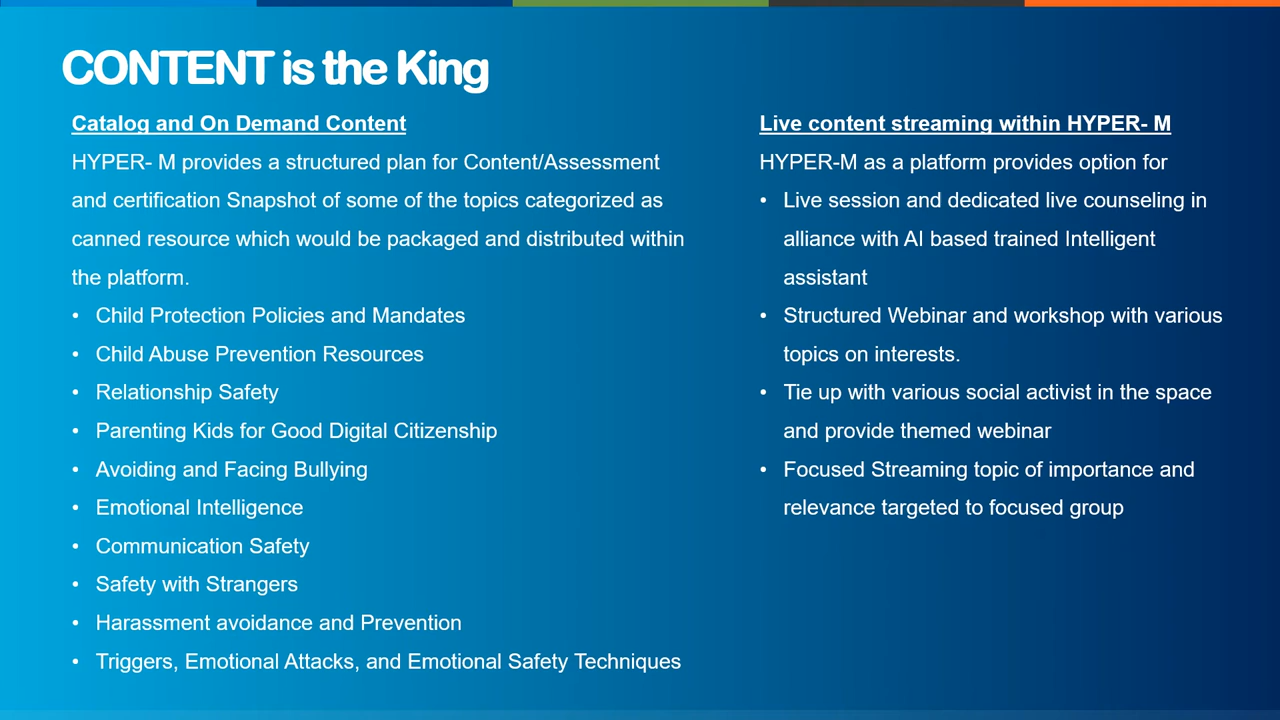 CONTENT is the King
Catalog and On Demand Content
HYPER- M provides a structured plan for Content/Assessment
and certification Snapshot of some of the topics categorized as
canned resource which would be packaged and distributed within
the platform.
• Child Protection Policies and Mandates
• Child Abuse Prevention Resources
• Relationship Safety
• Parenting Kids for Good Digital Citizenship
• Avoiding and Facing Bullying
• Emotional Intelligence
• Communication Safety
• Safety with Strangers
• Harassment avoidance and Prevention
• Triggers, Emotional Attacks, and Emotional Safety Techniques
Live content streaming within HYPER- M
HYPER-M as a platform provides option for
• Live session and dedicated live counseling in
alliance with AI based trained Intelligent
assistant
• Structured Webinar and workshop with various
topics on interests.
• Tie up with various social activist in the space
and provide themed webinar
• Focused Streaming topic of importance and
relevance targeted to focused group